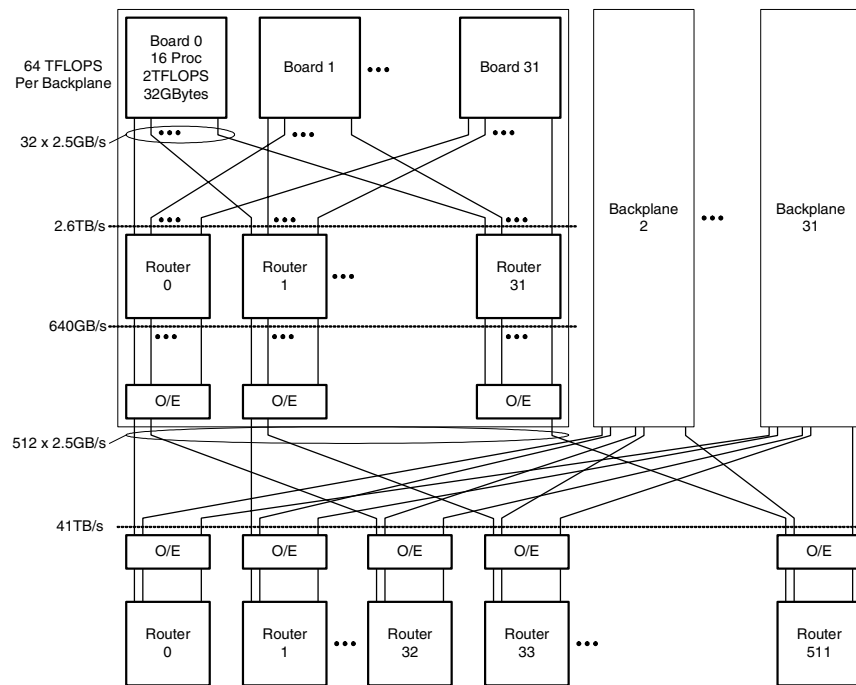 64 TFLOPS
Per Backplane
Board 0
16 Proc
2TFLOPS
32GBytes
Board 1
Board 31
32 x 2.5GB/s
2.6TB/s
Router
0
Router
1
Router
31
Backplane
2
Backplane
31
640GB/s
O/E
O/E
O/E
512 x 2.5GB/s
41TB/s
O/E
O/E
O/E
O/E
O/E
Router
0
Router
1
Router
32
Router
33
Router
511